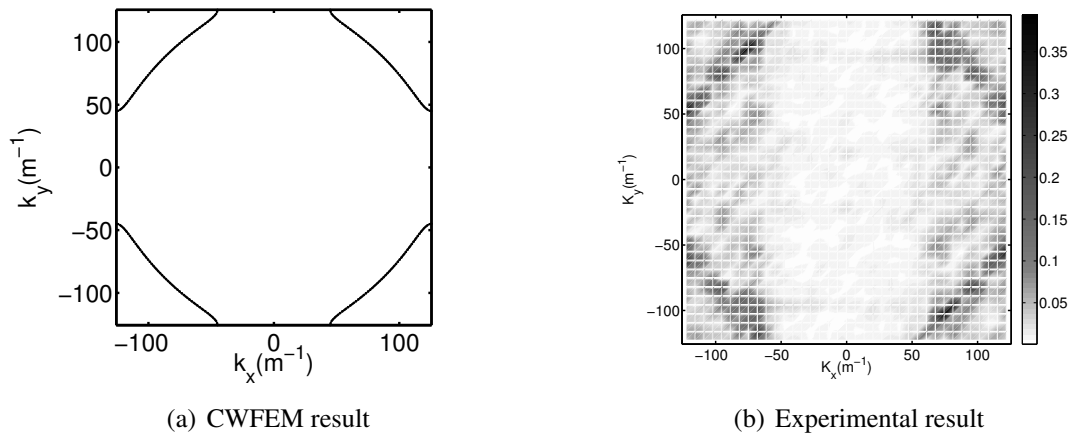 100
50
0
−50
−100
k_y(m⁻¹)
−100 0 100
k_x(m⁻¹)
(a) CWFEM result
100
50
0
−50
−100
K_y(m⁻¹)
−100 −50 0 50 100
K_x(m⁻¹)
0.35
0.3
0.25
0.2
0.15
0.1
0.05
(b) Experimental result